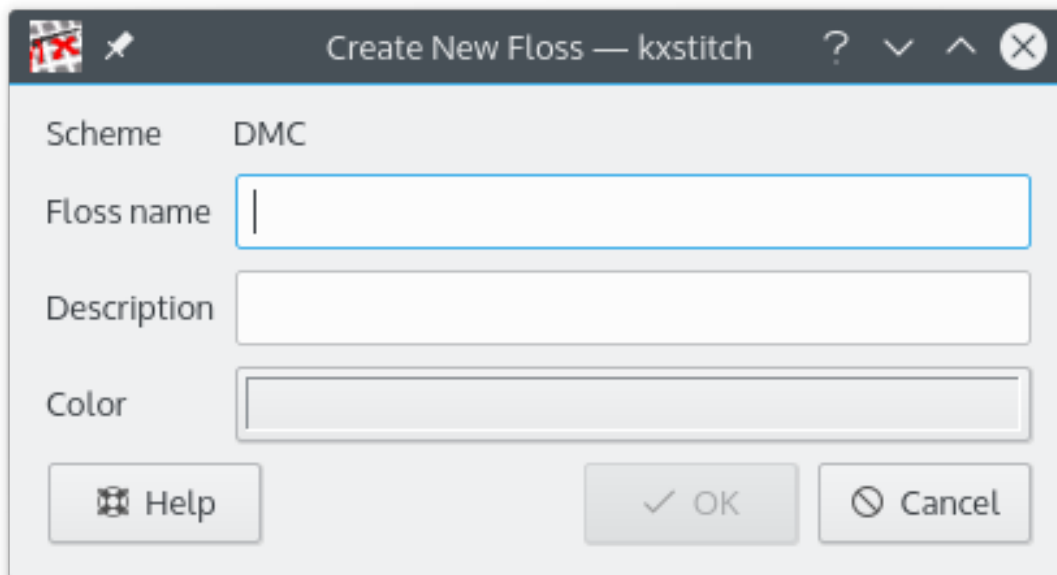 Create New Floss — kxstitch
Scheme DMC
Floss name
Description
Color
Help OK Cancel